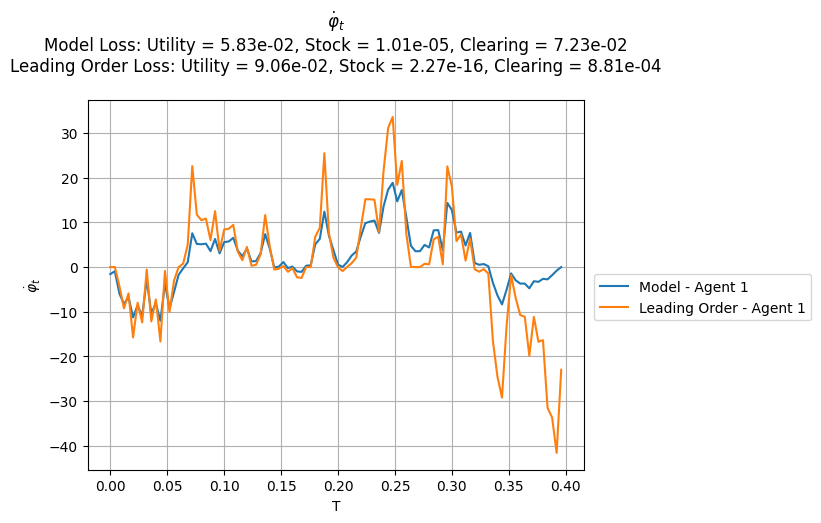 φ̇ₜ
Model Loss: Utility = 5.83e-02, Stock = 1.01e-05, Clearing = 7.23e-02
Leading Order Loss: Utility = 9.06e-02, Stock = 2.27e-16, Clearing = 8.81e-04
30
20
10
0
−10
−20
−30
−40
φ̇ₜ
0.00 0.05 0.10 0.15 0.20 0.25 0.30 0.35 0.40
T
Model - Agent 1
Leading Order - Agent 1